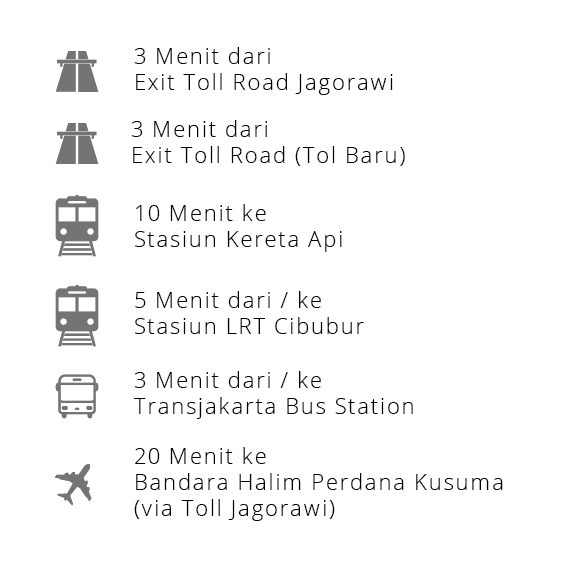 3 Menit dari
Exit Toll Road Jagorawi
3 Menit dari
Exit Toll Road (Tol Baru)
10 Menit ke
Stasiun Kereta Api
5 Menit dari / ke
Stasiun LRT Cibubur
3 Menit dari / ke
Transjakarta Bus Station
20 Menit ke
Bandara Halim Perdana Kusuma
(via Toll Jagorawi)